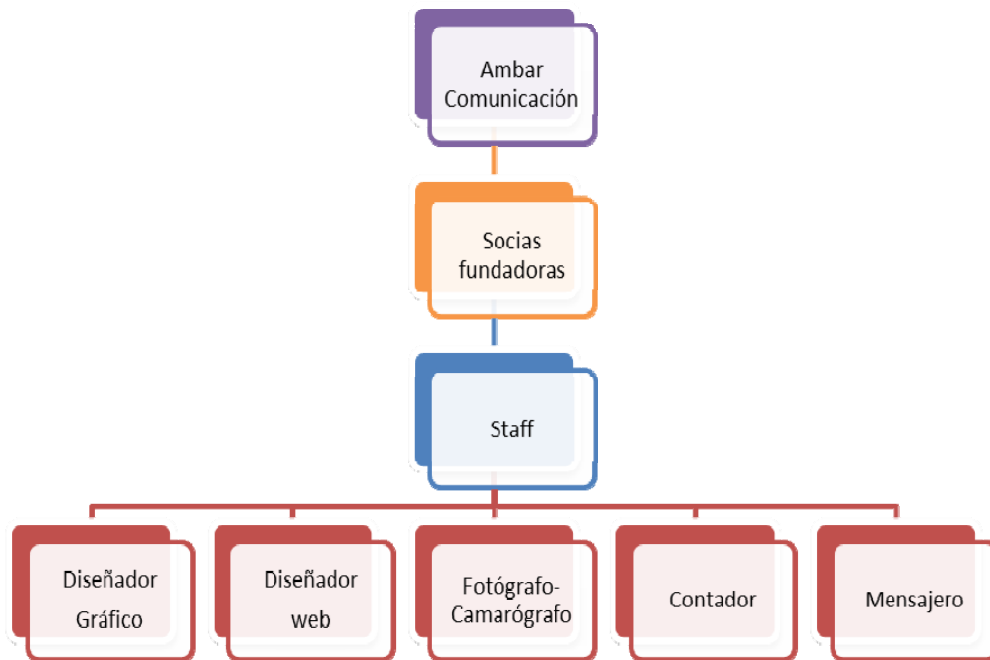 Ambar
Comunicación
Socias
fundadoras
Staff
Diseñador
Gráfico
Diseñador
web
Fotógrafo-
Camarógrafo
Contador
Mensajero